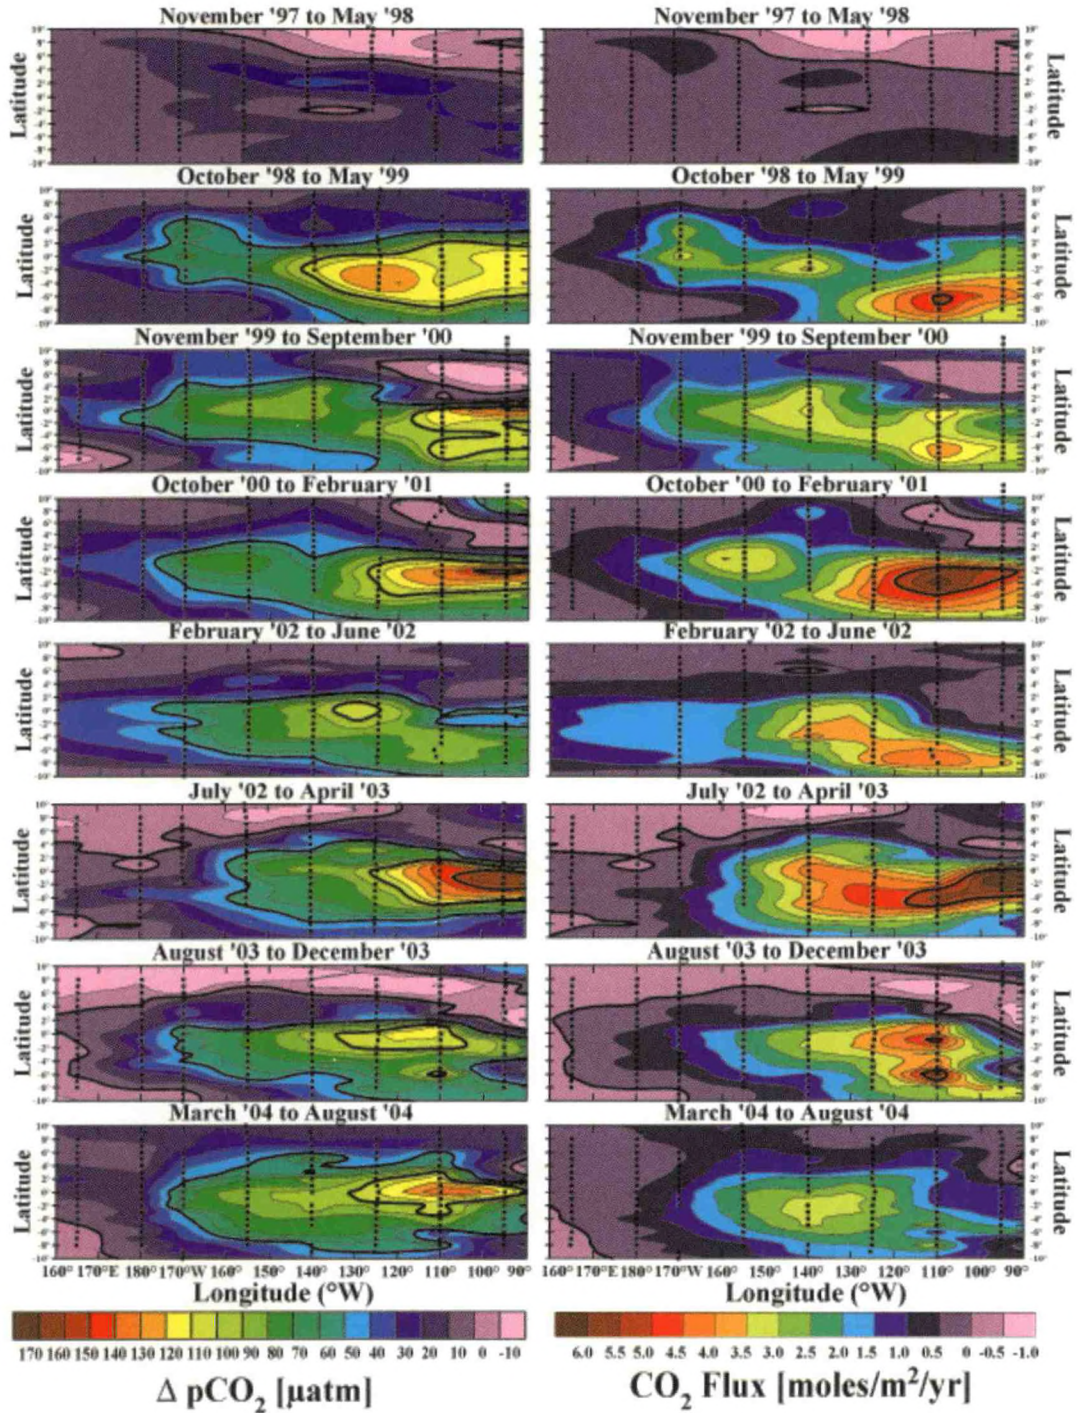 November '97 to May '98 November '97 to May '98
Latitude Latitude
October '98 to May '99 October '98 to May '99
Latitude Latitude
November '99 to September '00 November '99 to September '00
Latitude Latitude
October '00 to February '01 October '00 to February '01
Latitude Latitude
February '02 to June '02 February '02 to June '02
Latitude Latitude
July '02 to April '03 July '02 to April '03
Latitude Latitude
August '03 to December '03 August '03 to December '03
Latitude Latitude
March '04 to August '04 March '04 to August '04
Latitude Latitude
160° 170°E 180° 170°W 160° 150° 140° 130° 120° 110° 100° 90° 160° 170°E 180° 170°W 160° 150° 140° 130° 120° 110° 100° 90°
Longitude (°W) Longitude (°W)
170 160 150 140 130 120 110 100 90 80 70 60 50 40 30 20 10 0 -10 6.0 5.5 5.0 4.5 4.0 3.5 3.0 2.5 2.0 1.5 1.0 0.5 0 -0.5 -1.0
Δ pCO₂ [μatm] CO₂ Flux [moles/m²/yr]